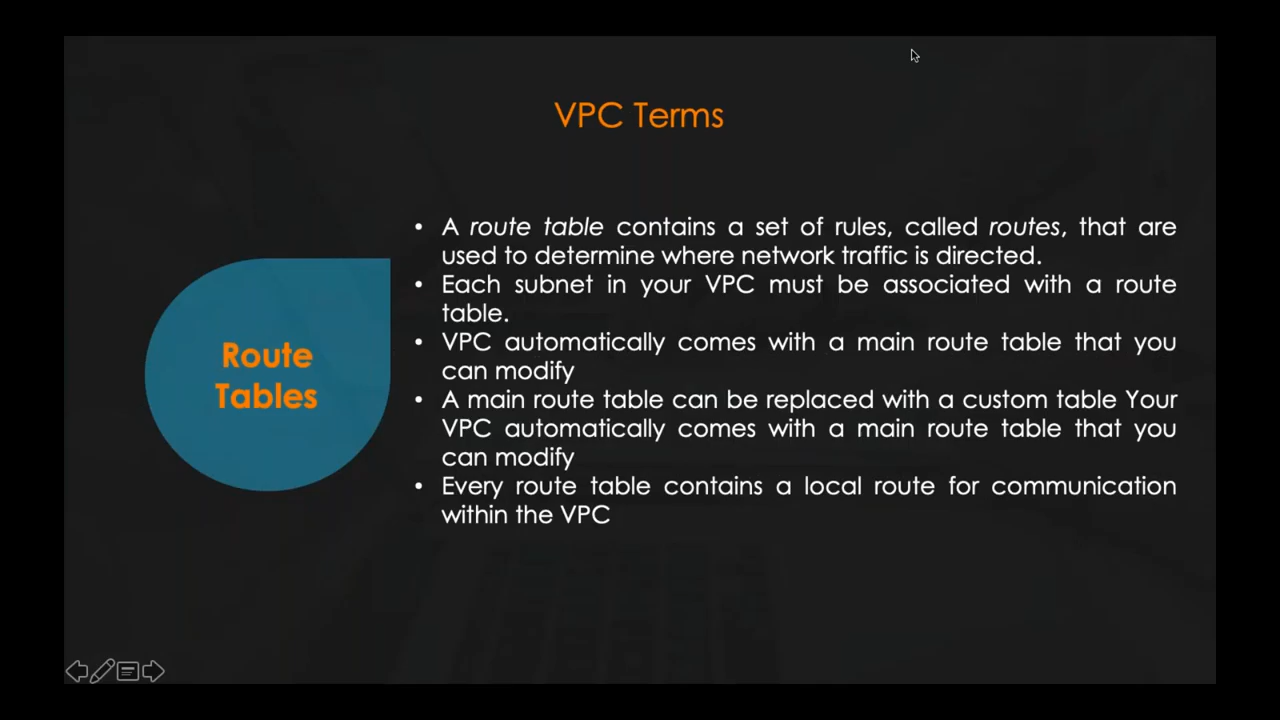 VPC Terms
Route
Tables
• A route table contains a set of rules, called routes, that are
used to determine where network traffic is directed.
• Each subnet in your VPC must be associated with a route
table.
• VPC automatically comes with a main route table that you
can modify
• A main route table can be replaced with a custom table Your
VPC automatically comes with a main route table that you
can modify
• Every route table contains a local route for communication
within the VPC